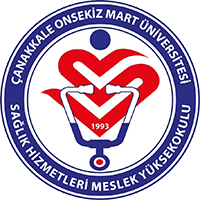 ÇANAKKALE ONSEKİZ MART ÜNİVERSİTESİ
1993
SAĞLIK HİZMETLERİ MESLEK YÜKSEKOKULU